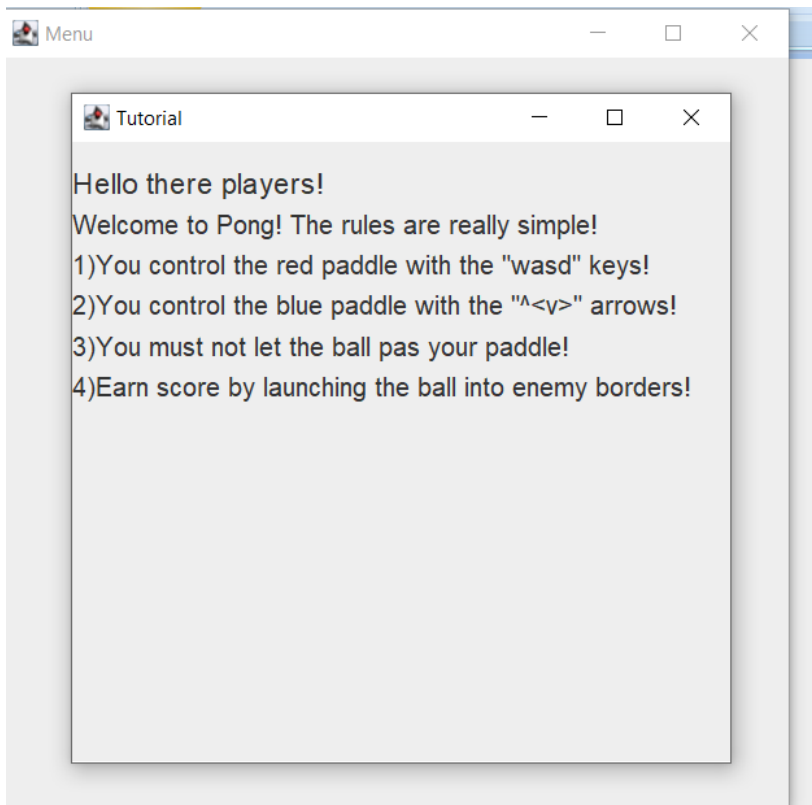 Menu
Tutorial
Hello there players!
Welcome to Pong! The rules are really simple!
1)You control the red paddle with the "wasd" keys!
2)You control the blue paddle with the "^<v>" arrows!
3)You must not let the ball pas your paddle!
4)Earn score by launching the ball into enemy borders!